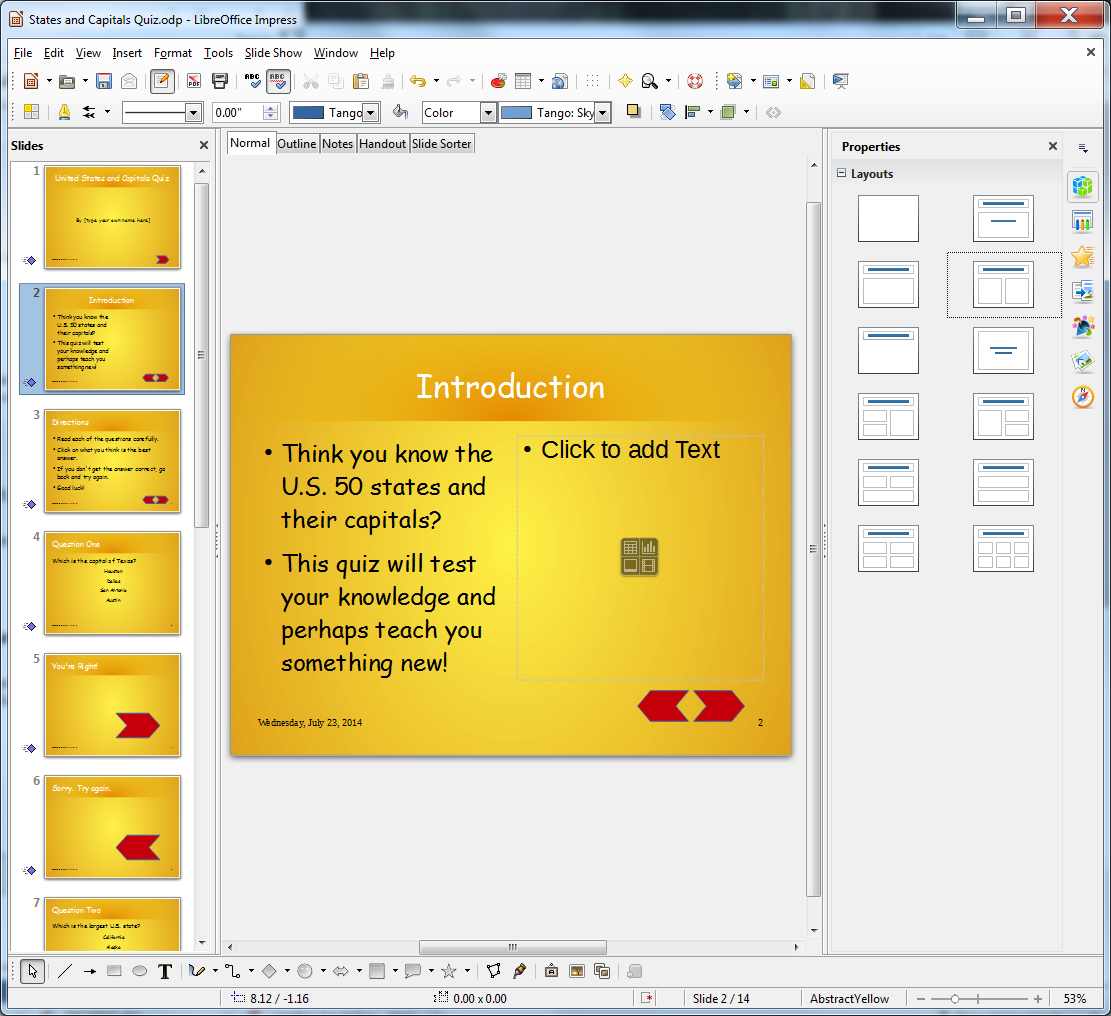 States and Capitals Quiz.odp - LibreOffice Impress
File Edit View Insert Format Tools Slide Show Window Help
PDF
ABC
ABC
0.00"
Tango
Color
Tango: Sky
Slides
1
United States and Capitals Quiz
By [type your own name here]
2
Introduction
• Think you know the
U.S. 50 states and
their capitals?
• This quiz will test
your knowledge and
perhaps teach you
something new!
3
Directions
• Read each of the questions carefully.
• Click on what you think is the best
answer.
• If you don't get the answer correct, go
back and try again.
• Good luck!
4
Question One
Which is the capital of Texas?
Houston
Dallas
San Antonio
Austin
5
You're Right!
6
Sorry. Try again.
7
Question Two
Which is the largest U.S. state?
California
Alaska
Normal Outline Notes Handout Slide Sorter
Introduction
• Think you know the
U.S. 50 states and
their capitals?
• This quiz will test
your knowledge and
perhaps teach you
something new!
• Click to add Text
Wednesday, July 23, 2014
2
Properties
Layouts
T
8.12 / -1.16
0.00 x 0.00
Slide 2 / 14
AbstractYellow
53%